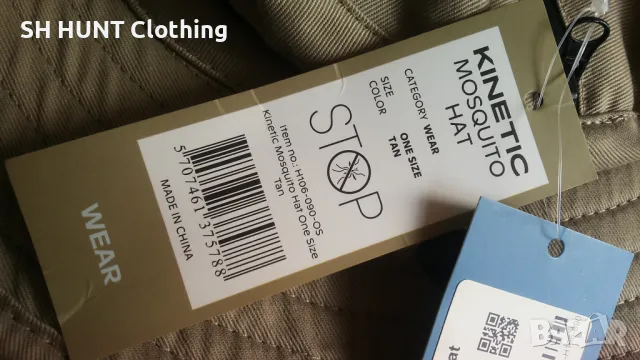 SH HUNT Clothing
KINETIC
MOSQUITO
HAT
CATEGORY WEAR
SIZE ONE SIZE
COLOR TAN
STOP
Item no.: H106-090-OS
Kinetic Mosquito Hat One Size
Tan
5 707461 375788
MADE IN CHINA
WEAR
BAZAR